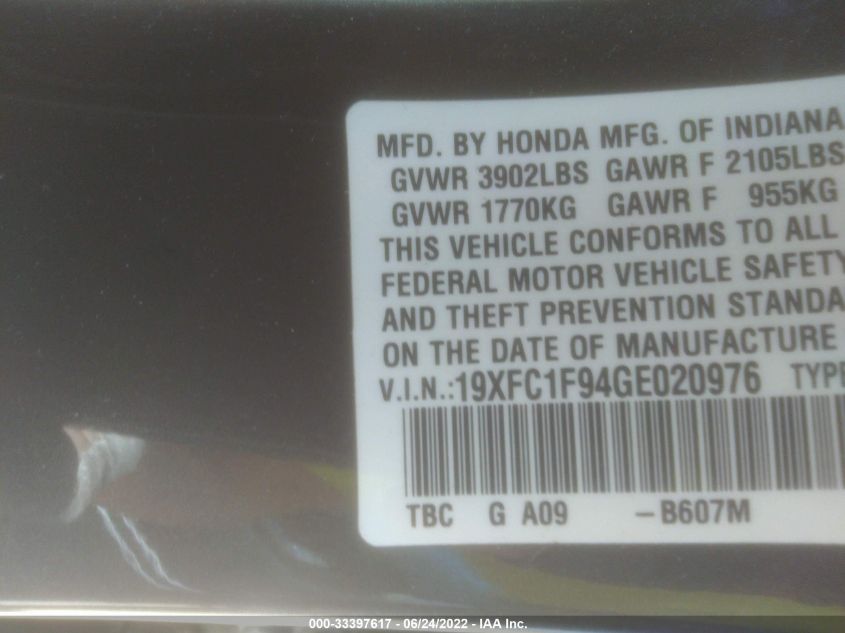 MFD. BY HONDA MFG. OF INDIANA
GVWR 3902LBS GAWR F 2105LBS
GVWR 1770KG GAWR F 955KG
THIS VEHICLE CONFORMS TO ALL
FEDERAL MOTOR VEHICLE SAFETY
AND THEFT PREVENTION STANDA
ON THE DATE OF MANUFACTURE
V.I.N.:19XFC1F94GE020976 TYPE
TBC G A09 -B607M
000-33397617 - 06/24/2022 - IAA Inc.